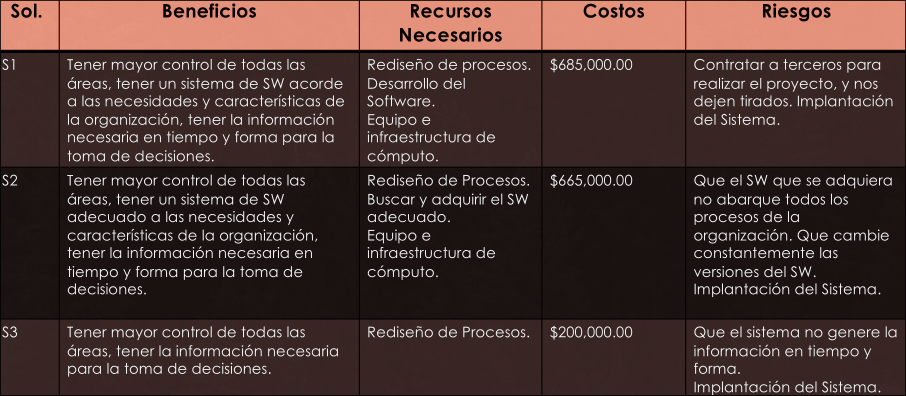 Sol.
Beneficios
Recursos
Necesarios
Costos
Riesgos
S1
Tener mayor control de todas las
áreas, tener un sistema de SW acorde
a las necesidades y características de
la organización, tener la información
necesaria en tiempo y forma para la
toma de decisiones.
Rediseño de procesos.
Desarrollo del
Software.
Equipo e
infraestructura de
cómputo.
$685,000.00
Contratar a terceros para
realizar el proyecto, y nos
dejen tirados. Implantación
del Sistema.
S2
Tener mayor control de todas las
áreas, tener un sistema de SW
adecuado a las necesidades y
características de la organización,
tener la información necesaria en
tiempo y forma para la toma de
decisiones.
Rediseño de Procesos.
Buscar y adquirir el SW
adecuado.
Equipo e
infraestructura de
cómputo.
$665,000.00
Que el SW que se adquiera
no abarque todos los
procesos de la
organización. Que cambie
constantemente las
versiones del SW.
Implantación del Sistema.
S3
Tener mayor control de todas las
áreas, tener la información necesaria
para la toma de decisiones.
Rediseño de Procesos.
$200,000.00
Que el sistema no genere la
información en tiempo y
forma.
Implantación del Sistema.